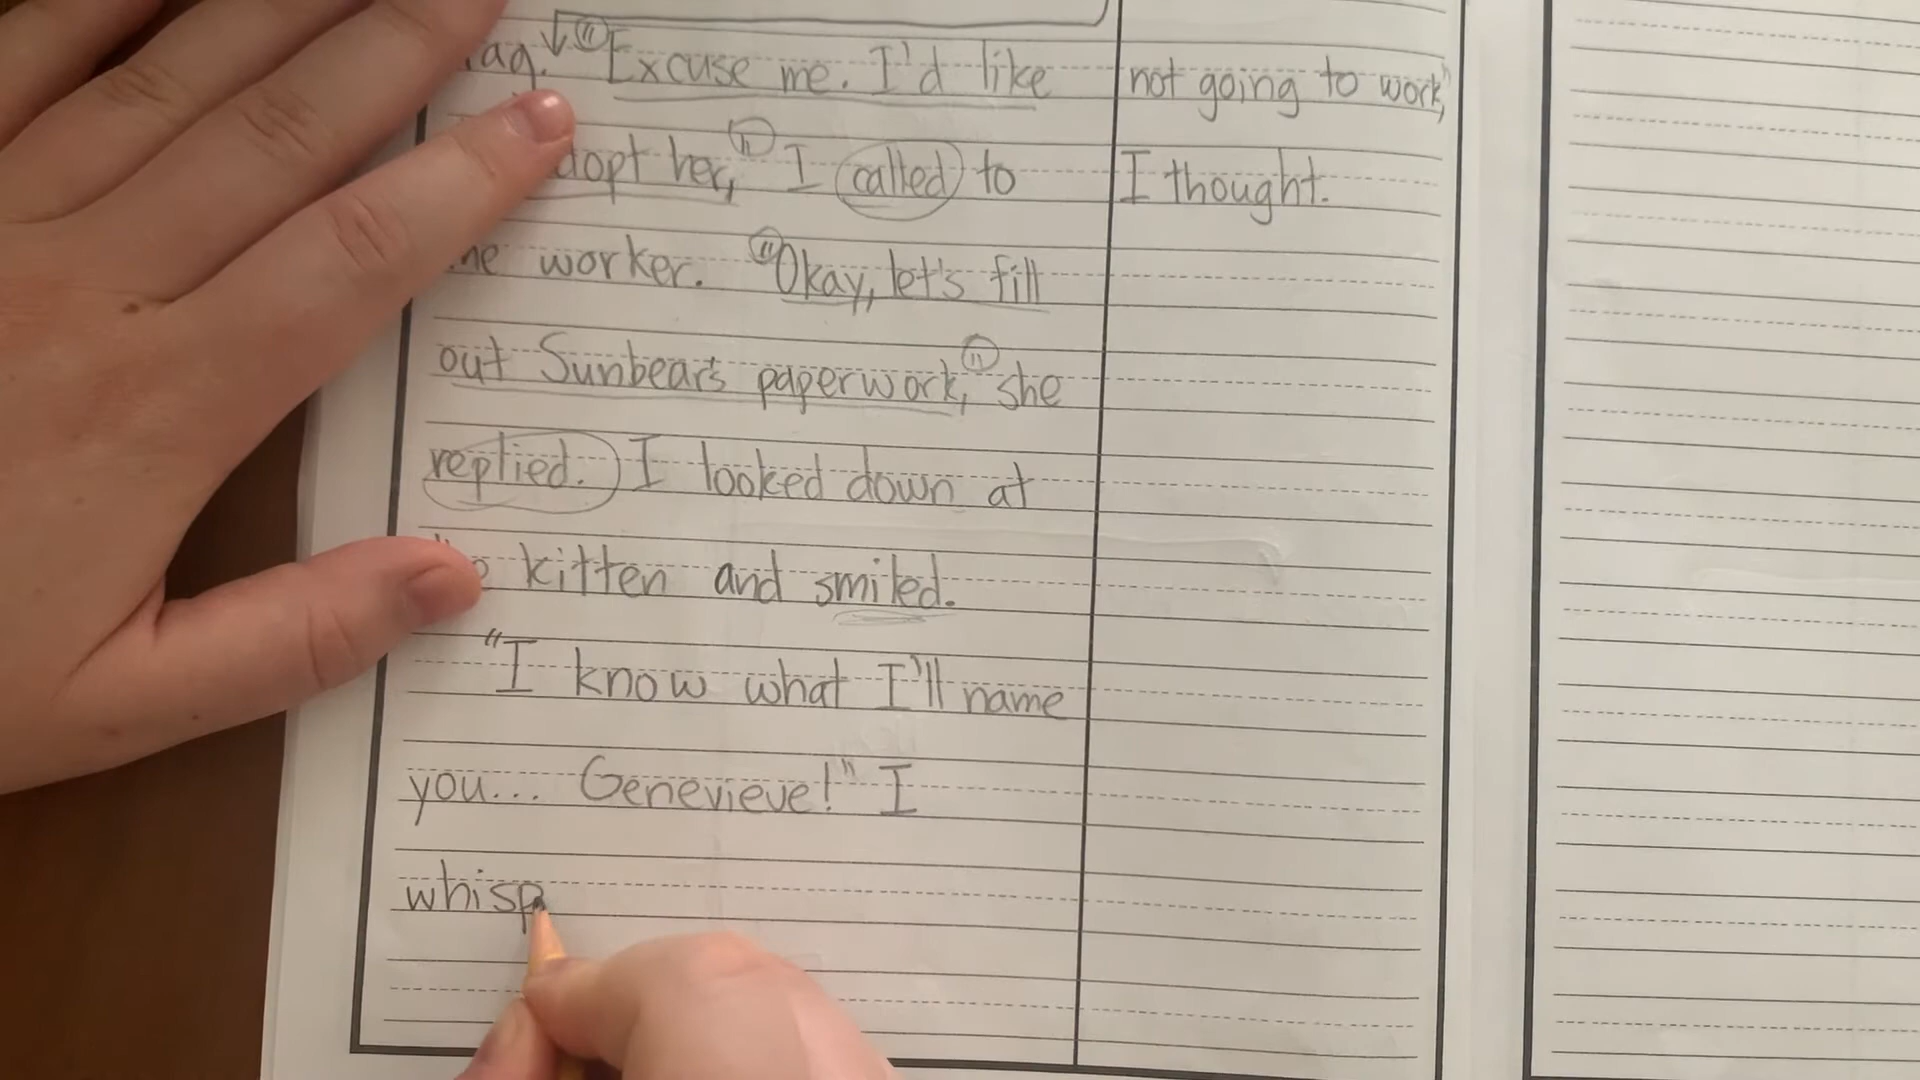 "Excuse me. I'd like
her," I called to
worker. "Okay, let's fill
out Sunbear's paperwork," she
replied. I looked down at
kitten and smiled.
"I know what I'll name
you... Genevieve!" I
whisp
not going to work,"
I thought.